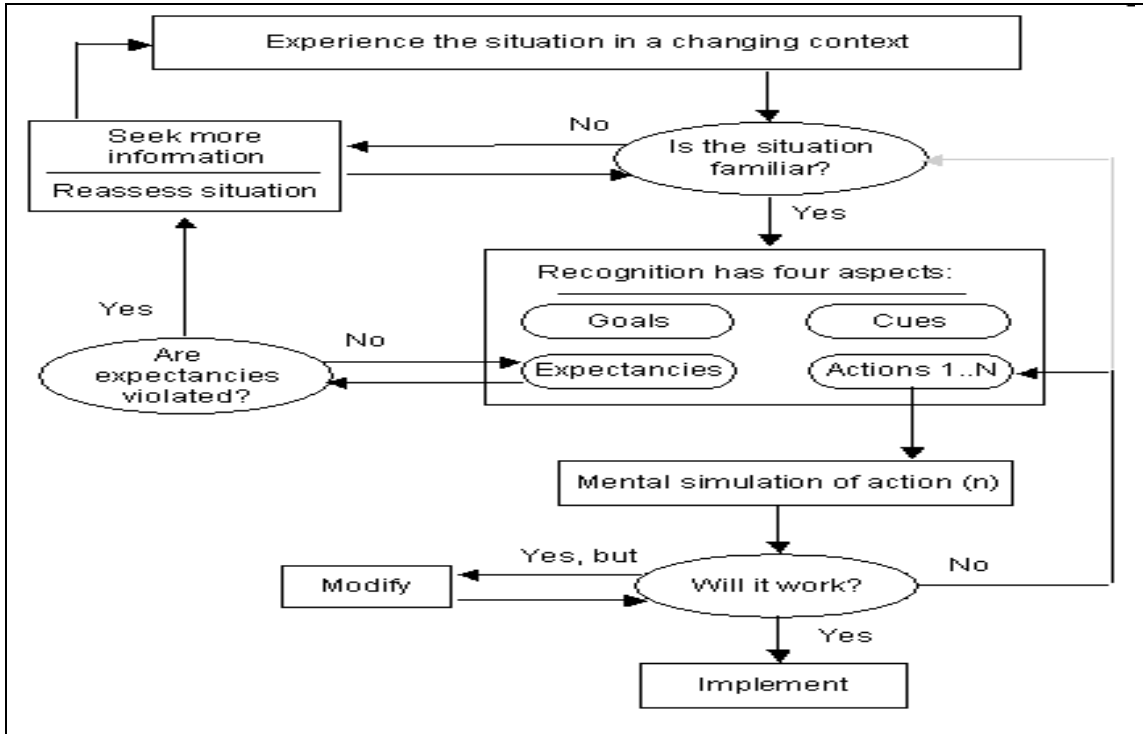 Experience the situation in a changing context
No
Seek more
information
Reassess situation
Is the situation
familiar?
Yes
Recognition has four aspects:
Goals
Cues
Yes
No
Are
expectancies
violated?
Expectancies
Actions 1..N
Mental simulation of action (n)
Yes, but
No
Modify
Will it work?
Yes
Implement